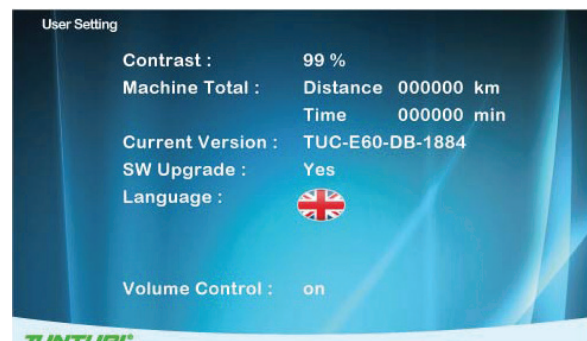 User Setting
Contrast : 99 %
Machine Total : Distance 000000 km
Time 000000 min
Current Version : TUC-E60-DB-1884
SW Upgrade : Yes
Language :
Volume Control : on
TUNTURI®